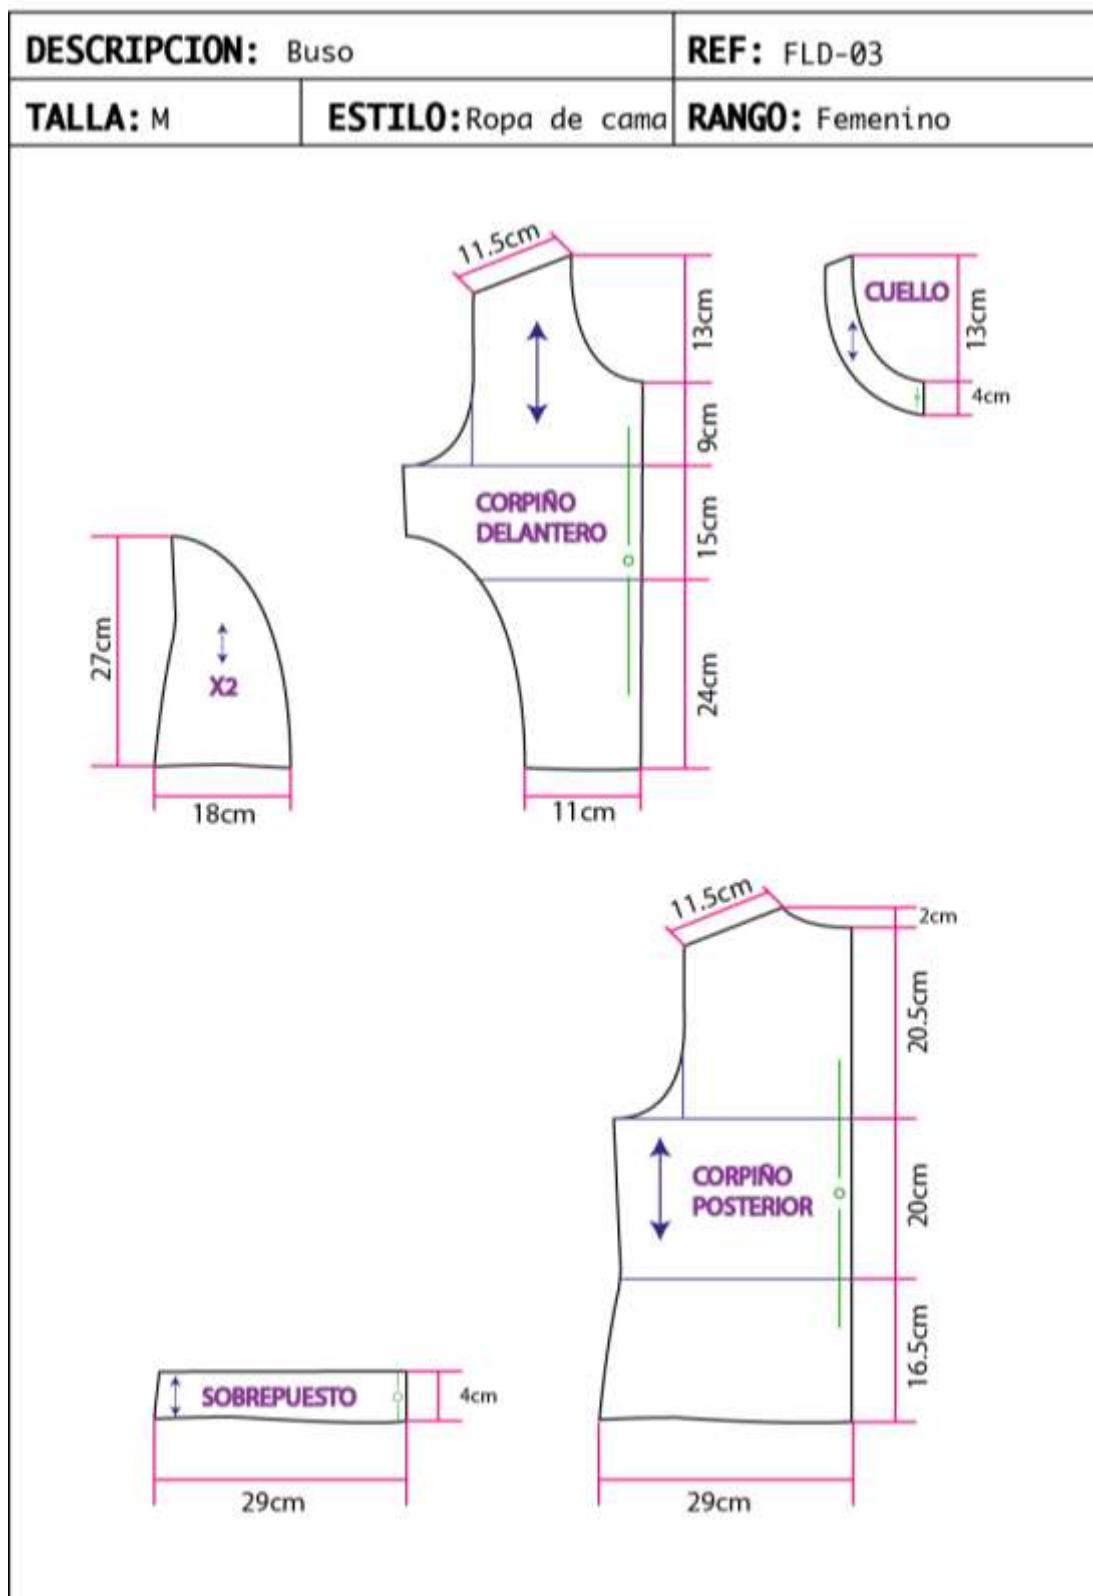 DESCRIPCION: Buso
REF: FLD-03
TALLA: M
ESTILO:Ropa de cama
RANGO: Femenino
11.5cm
13cm
9cm
15cm
24cm
11cm
CORPIÑO
DELANTERO
CUELLO
13cm
4cm
27cm
X2
18cm
11.5cm
2cm
20.5cm
20cm
16.5cm
CORPIÑO
POSTERIOR
29cm
SOBREPUESTO
4cm
29cm